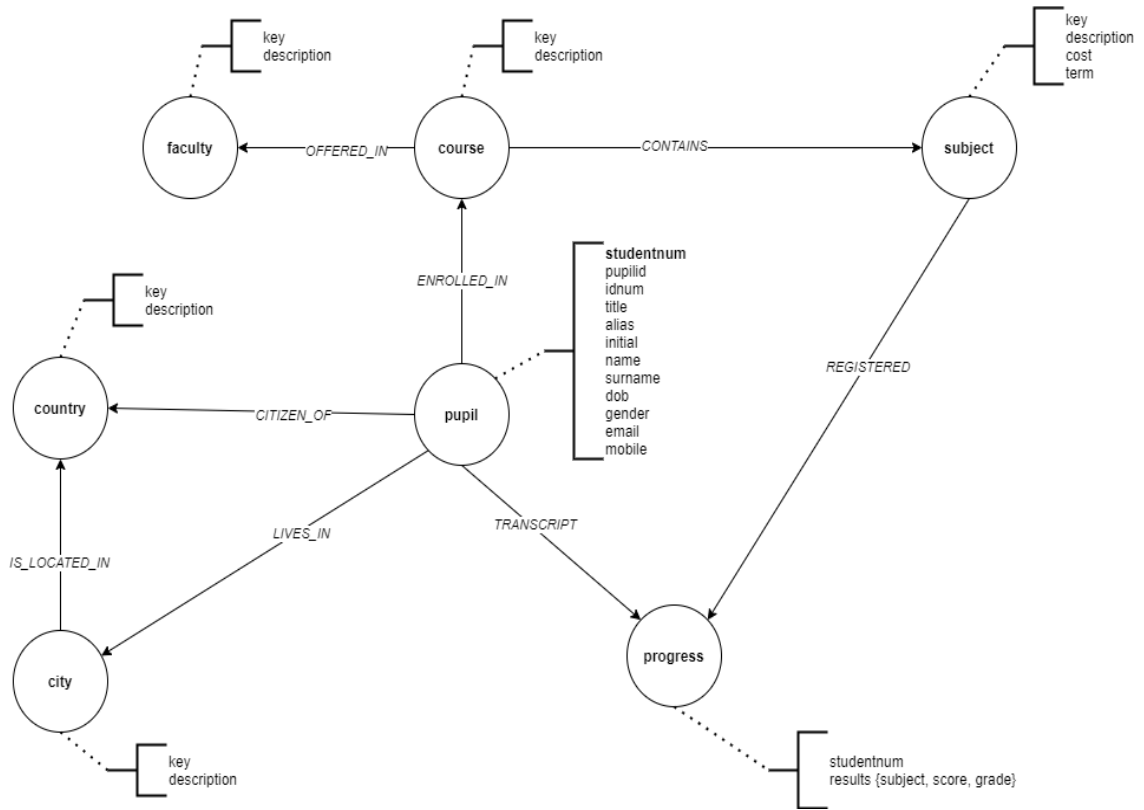 key
description
key
description
key
description
cost
term
faculty
OFFERED_IN
course
CONTAINS
subject
studentnum
pupilid
idnum
title
alias
initial
name
surname
dob
gender
email
mobile
ENROLLED_IN
key
description
REGISTERED
country
CITIZEN_OF
pupil
LIVES_IN
TRANSCRIPT
IS_LOCATED_IN
progress
city
key
description
studentnum
results {subject, score, grade}